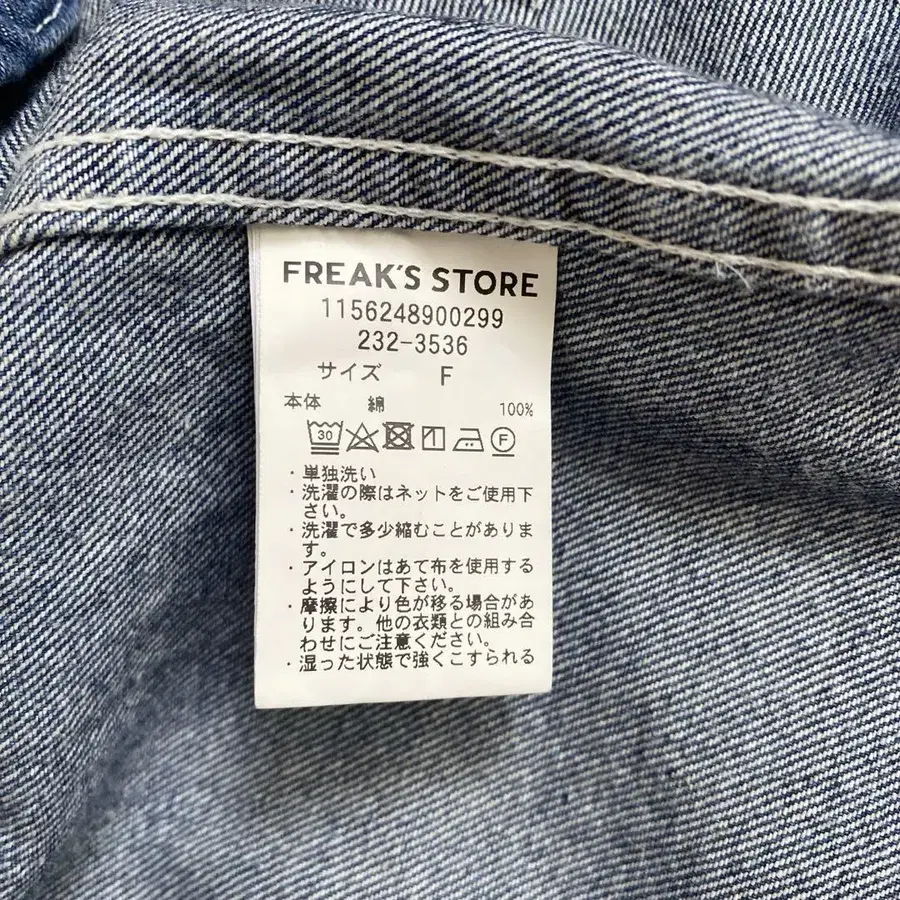 FREAK'S STORE
1156248900299
232-3536
サイズ F
本体 綿 100%
30 F
・単独洗い
・洗濯の際はネットをご使用下
さい。
・洗濯で多少縮むことがありま
す。
・アイロンはあて布を使用する
ようにして下さい。
・摩擦により色が移る場合があ
ります。他の衣類との組み合
わせにご注意ください。
・湿った状態で強くこすられる